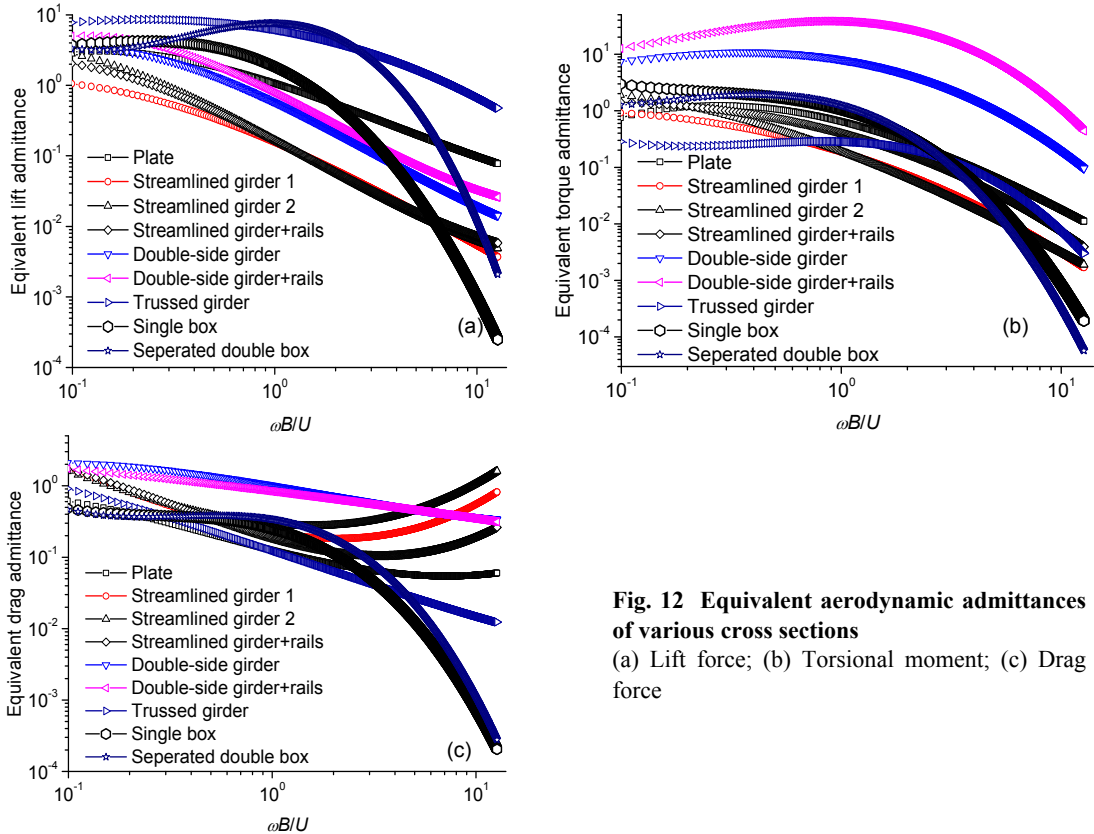 10^1
10^0
10^-1
10^-2
10^-3
10^-4
Eqivalent lift admittance
Plate
Streamlined girder 1
Streamlined girder 2
Streamlined girder+rails
Double-side girder
Double-side girder+rails
Trussed girder
Single box
Seperated double box
(a)
10^-1
10^0
10^1
ωB/U
10^2
10^1
10^0
10^-1
10^-2
10^-3
10^-4
Equivalent torque admittance
Plate
Streamlined girder 1
Streamlined girder 2
Streamlined girder+rails
Double-side girder
Double-side girder+rails
Trussed girder
Single box
Seperated double box
(b)
10^-1
10^0
10^1
ωB/U
10^0
10^-1
10^-2
10^-3
10^-4
Equivalent drag admittance
Plate
Streamlined girder 1
Streamlined girder 2
Streamlined girder+rails
Double-side girder
Double-side girder+rails
Trussed girder
Single box
Seperated double box
(c)
10^-1
10^0
10^1
ωB/U
Fig. 12 Equivalent aerodynamic admittances
of various cross sections
(a) Lift force; (b) Torsional moment; (c) Drag
force